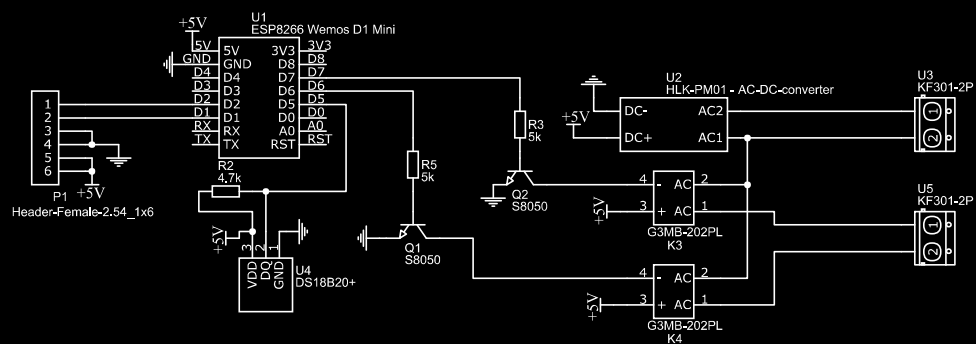 U1
ESP8266 Wemos D1 Mini
+5V
5V 5V 3V3 3V3
GND GND D8 D8
D4 D4 D7 D7
D3 D3 D6 D6
D2 D2 D5 D5
D1 D1 D0 D0
RX RX A0 A0
TX TX RST RST
1
2
3
4
5
6
+5V
P1
Header-Female-2.54_1x6
R2
4.7k
+5V
3 2 1
VDD DQ GND
U4
DS18B20+
R5
5k
Q1
S8050
R3
5k
Q2
S8050
U2
HLK-PM01 - AC-DC-converter
DC- AC2
+5V
DC+ AC1
U3
KF301-2P
1
2
4 - AC 2
+5V
3 + AC 1
G3MB-202PL
K3
U5
KF301-2P
1
2
4 - AC 2
+5V
3 + AC 1
G3MB-202PL
K4